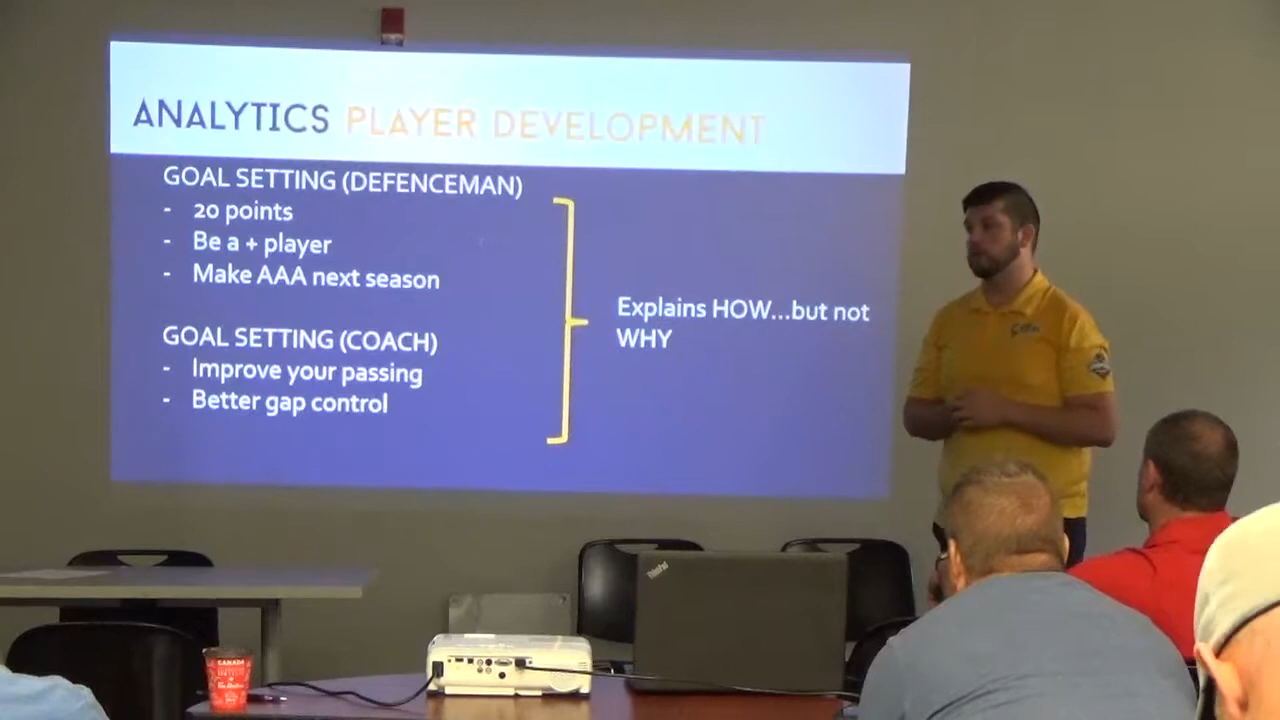 ANALYTICS PLAYER DEVELOPMENT
GOAL SETTING (DEFENCEMAN)
- 20 points
- Be a + player
- Make AAA next season
GOAL SETTING (COACH)
- Improve your passing
- Better gap control
Explains HOW...but not
WHY
ThinkPad
CANADA